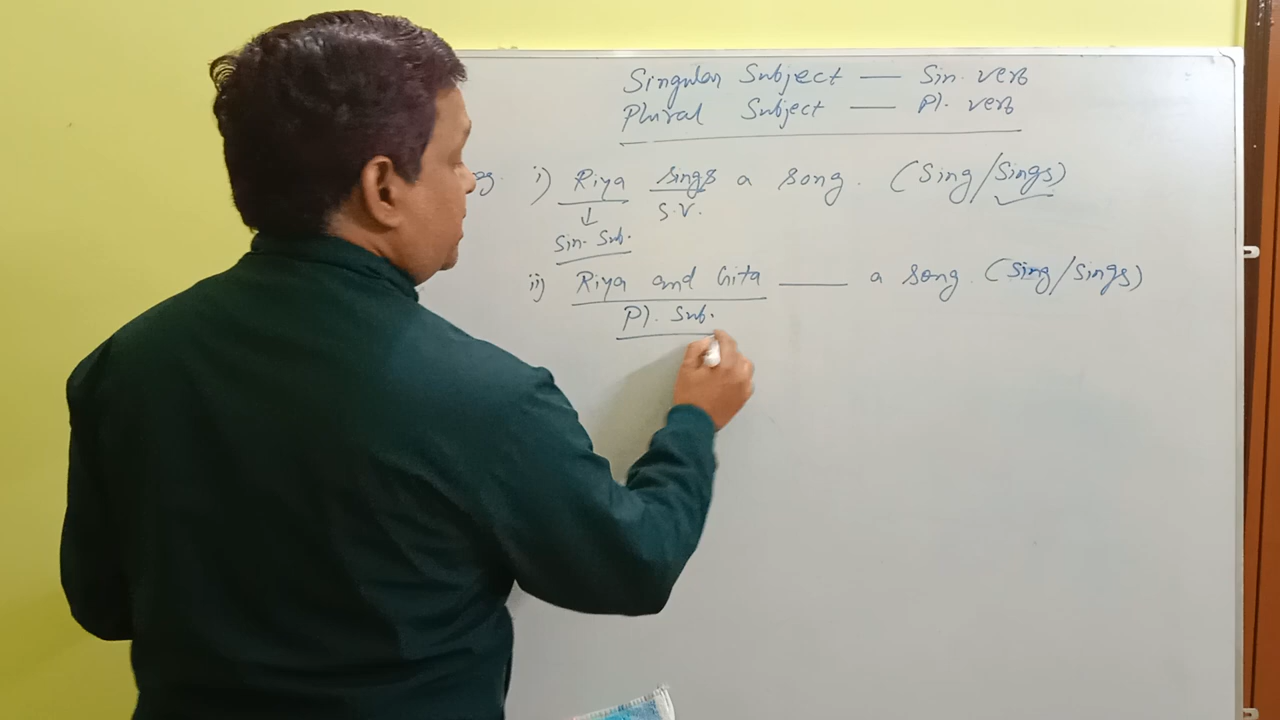 Singular Subject — Sin. verb
Plural Subject — Pl. verb
eg. i) Riya sings a song. (Sing/Sings)
↓ S.V.
Sin. Sub.
ii) Riya and Gita ____ a song. (Sing/Sings)
Pl. Sub.